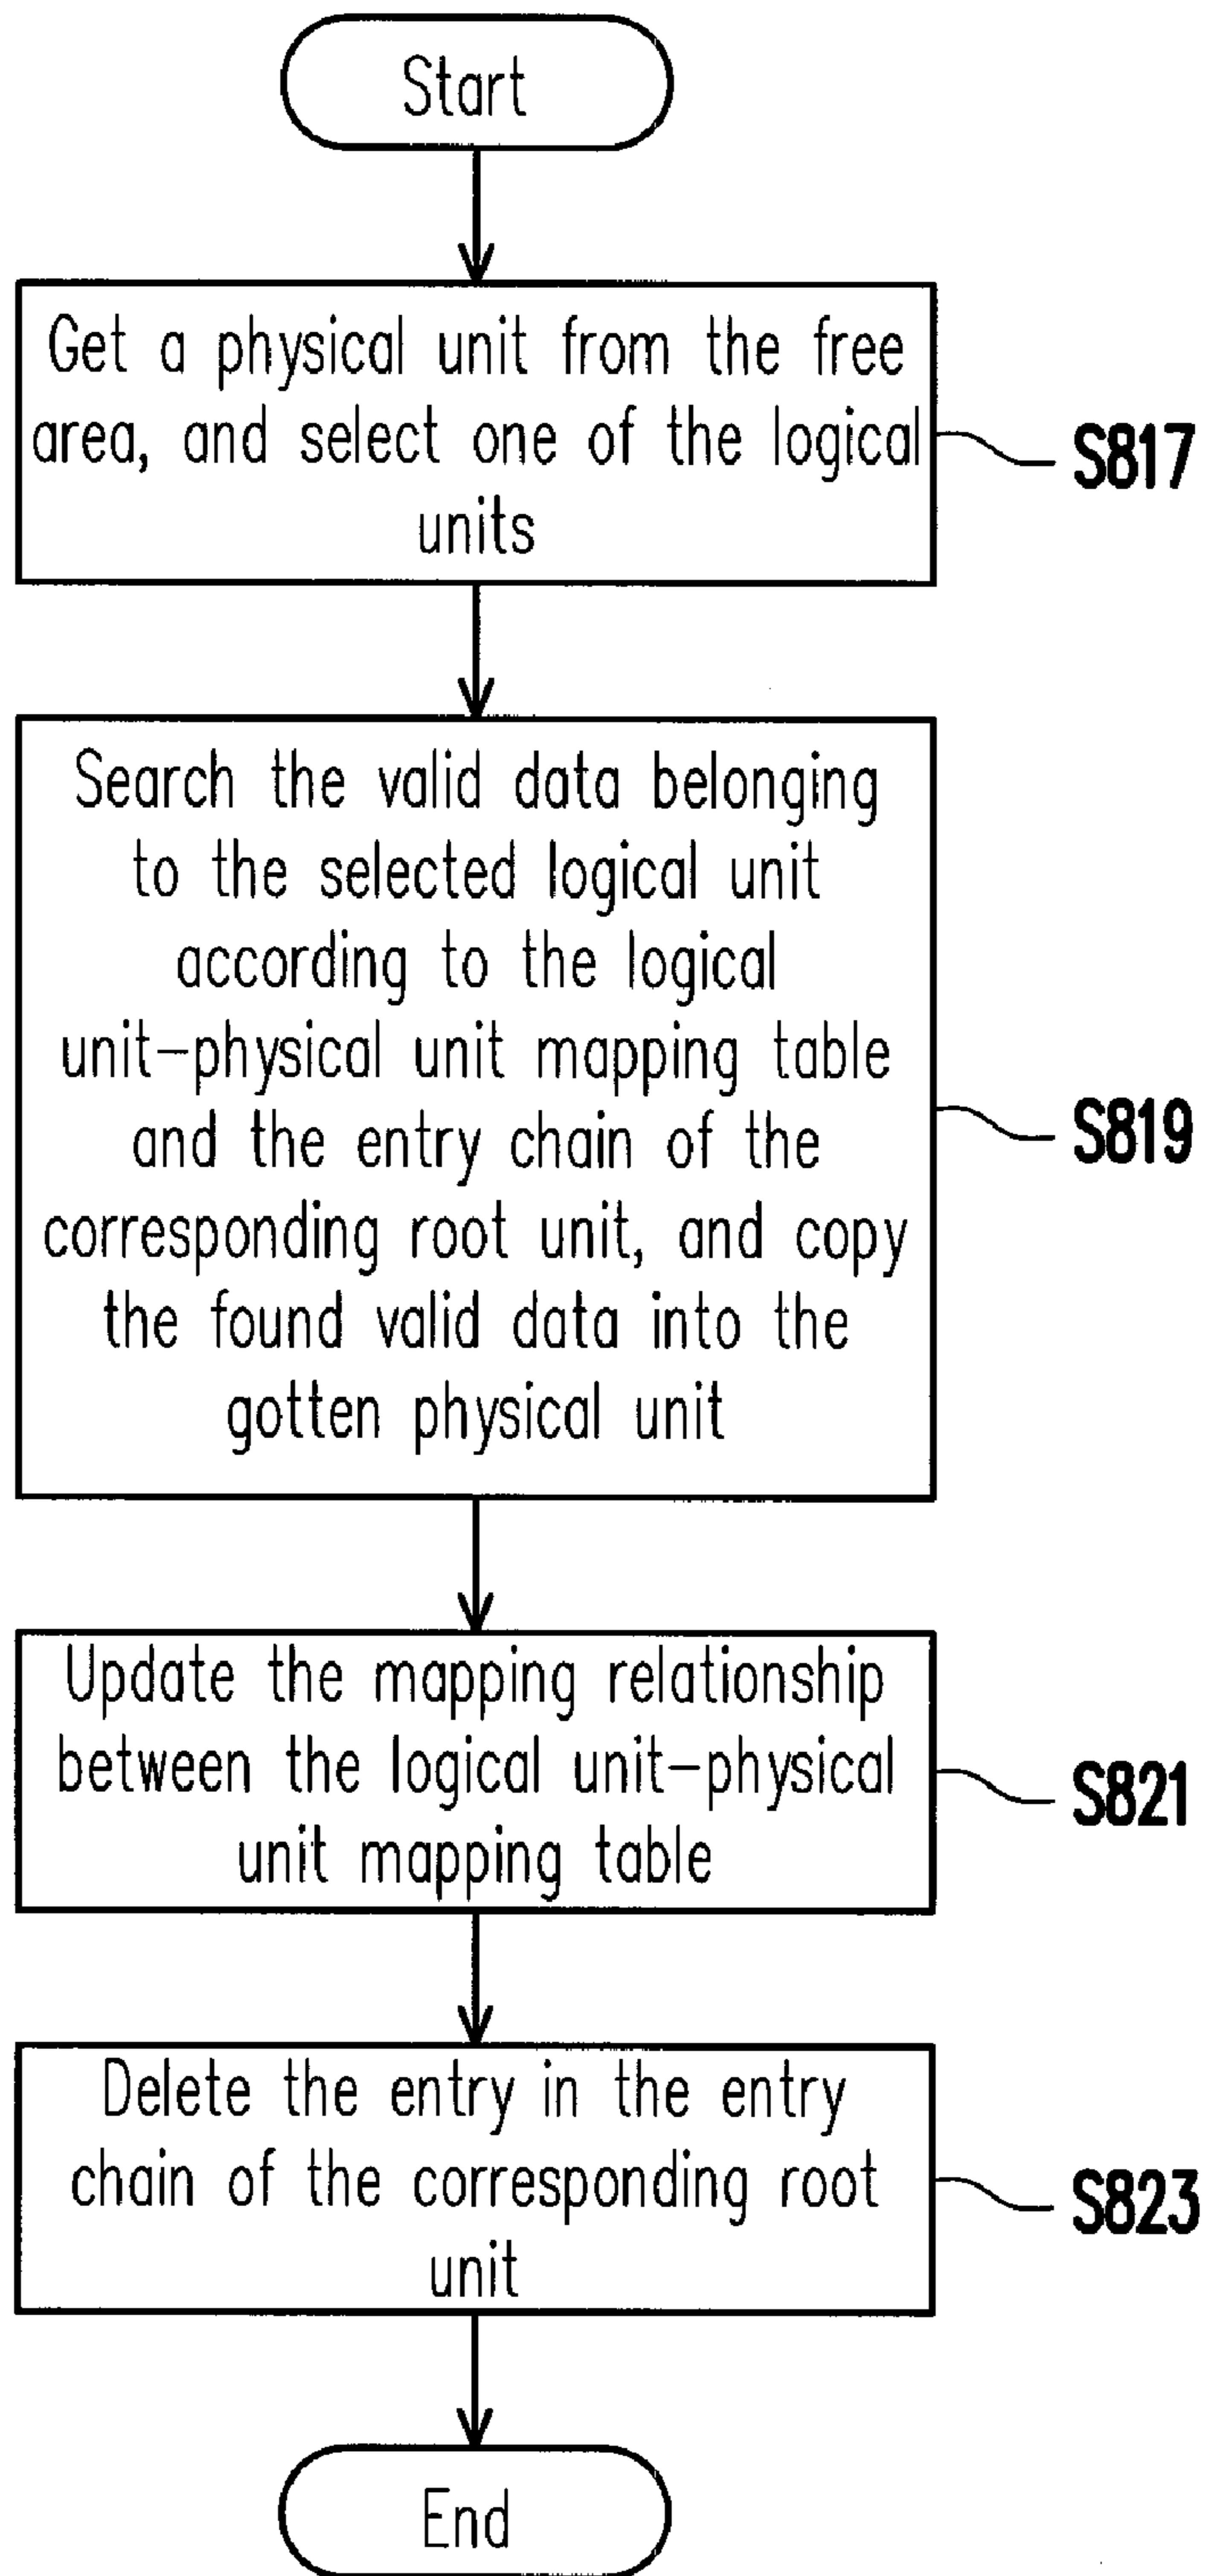 Start
Get a physical unit from the free
area, and select one of the logical
units
S817
Search the valid data belonging
to the selected logical unit
according to the logical
unit-physical unit mapping table
and the entry chain of the
corresponding root unit, and copy
the found valid data into the
gotten physical unit
S819
Update the mapping relationship
between the logical unit-physical
unit mapping table
S821
Delete the entry in the entry
chain of the corresponding root
unit
S823
End